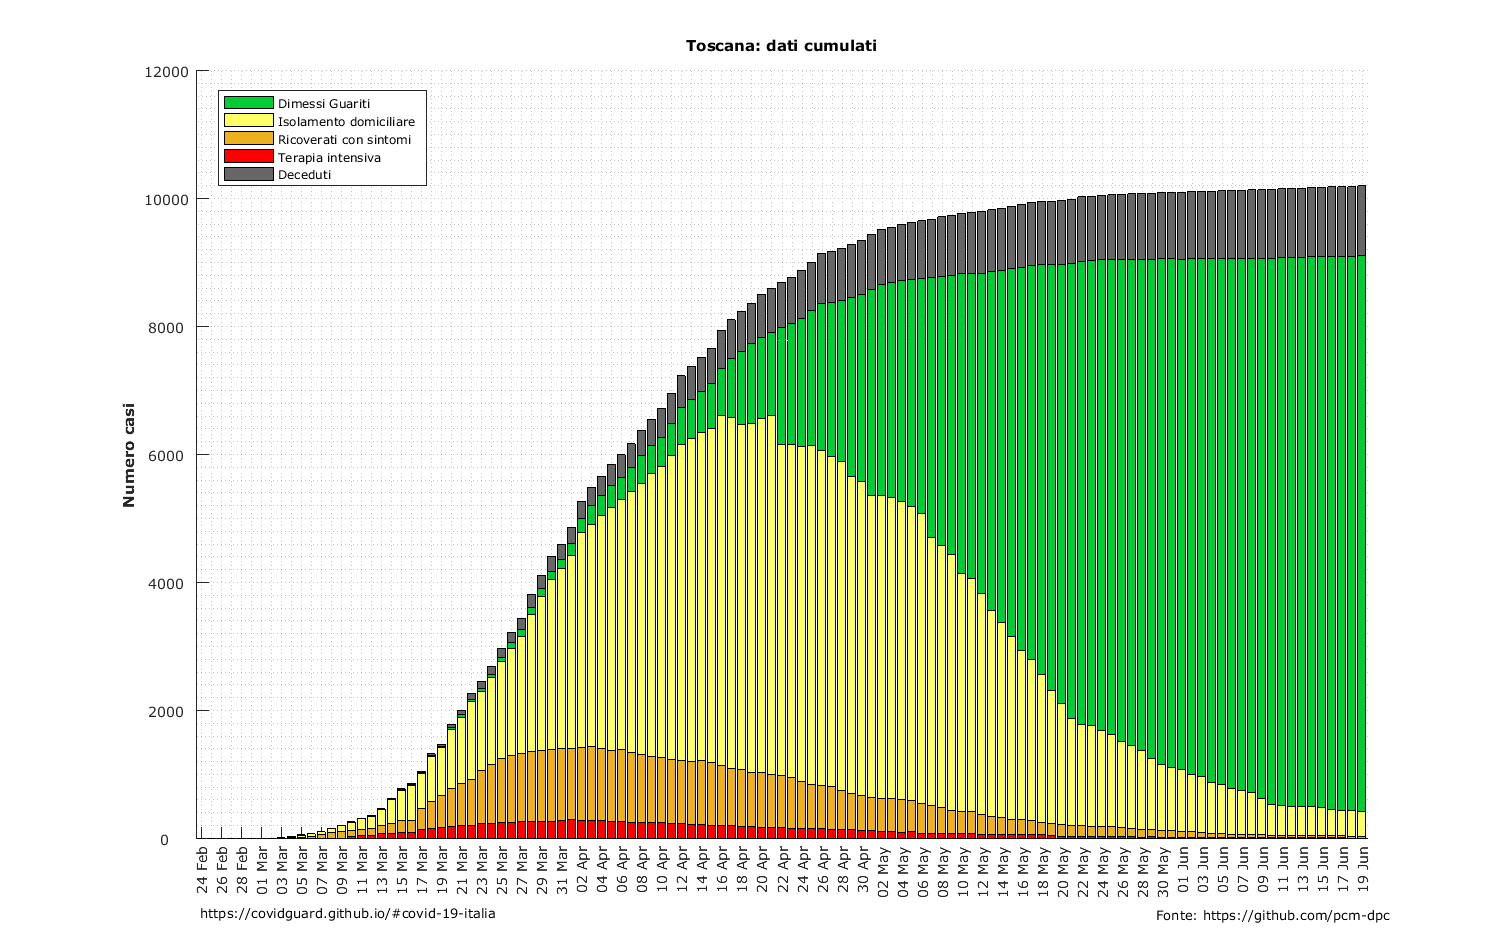 Toscana: dati cumulati
12000
10000
8000
6000
4000
2000
0
Numero casi
Dimessi Guariti
Isolamento domiciliare
Ricoverati con sintomi
Terapia intensiva
Deceduti
24 Feb
26 Feb
28 Feb
01 Mar
03 Mar
05 Mar
07 Mar
09 Mar
11 Mar
13 Mar
15 Mar
17 Mar
19 Mar
21 Mar
23 Mar
25 Mar
27 Mar
29 Mar
31 Mar
02 Apr
04 Apr
06 Apr
08 Apr
10 Apr
12 Apr
14 Apr
16 Apr
18 Apr
20 Apr
22 Apr
24 Apr
26 Apr
28 Apr
30 Apr
02 May
04 May
06 May
08 May
10 May
12 May
14 May
16 May
18 May
20 May
22 May
24 May
26 May
28 May
30 May
01 Jun
03 Jun
05 Jun
07 Jun
09 Jun
11 Jun
13 Jun
15 Jun
17 Jun
19 Jun
https://covidguard.github.io/#covid-19-italia
Fonte: https://github.com/pcm-dpc